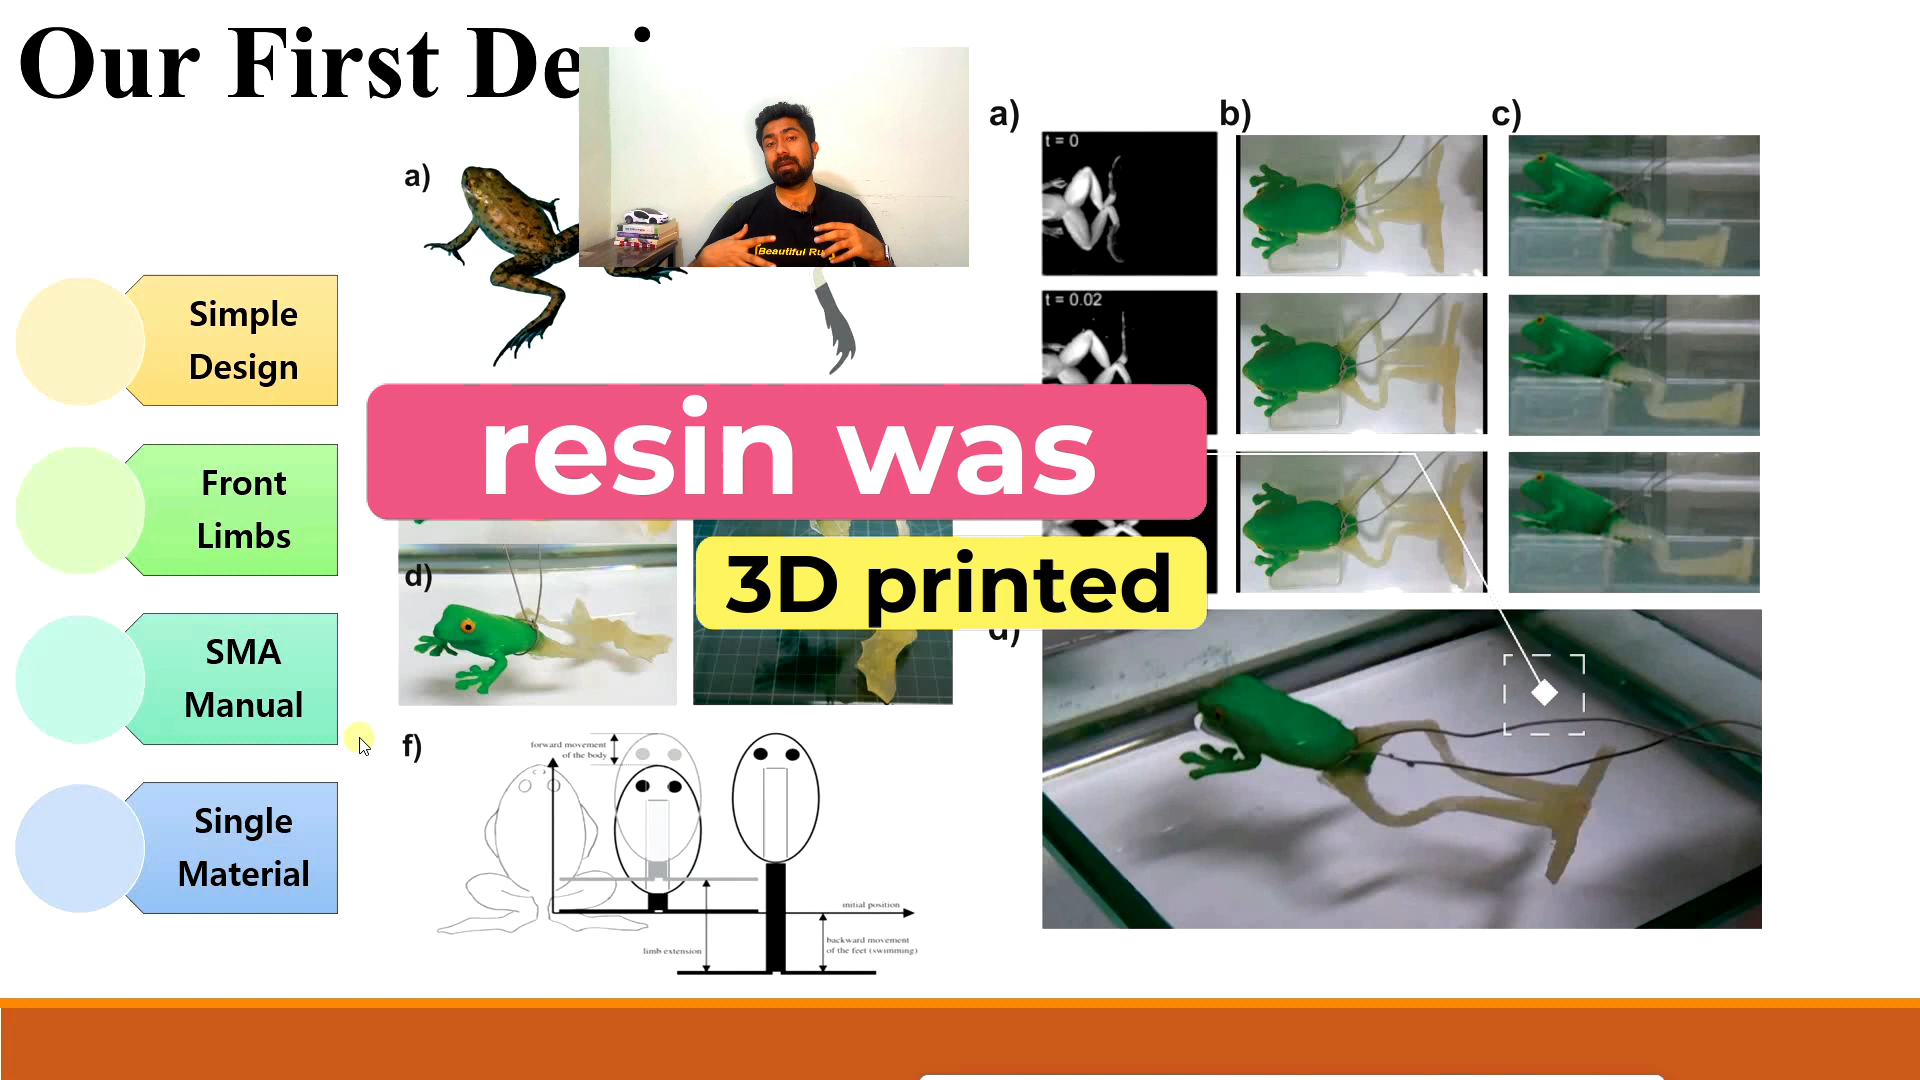 Our First De
a)
Simple
Design
Front
Limbs
SMA
Manual
Single
Material
Beautiful
resin was
3D printed
d)
f)
forward movement
of the body
initial position
limb extension
backward movement
of the feet (swimming)
a)
b)
c)
t = 0
t = 0.02
d)